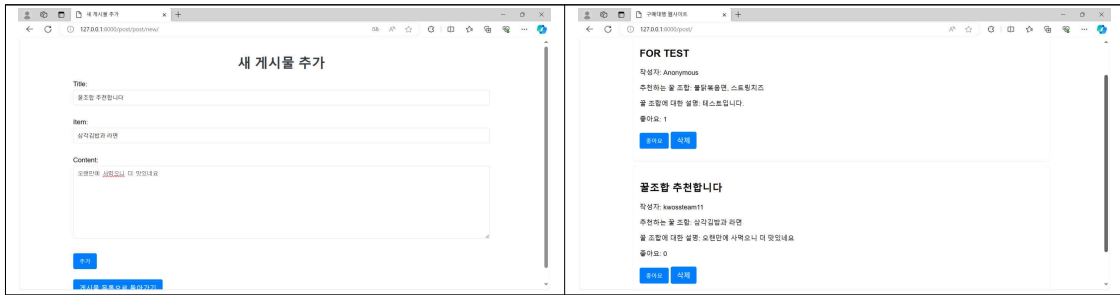 새 게시물 추가
127.0.0.1:8000/post/post/new/
새 게시물 추가
Title:
꿀조합 추천합니다
Item:
삼각김밥과 라면
Content:
오랜만에 사먹으니 더 맛있네요
추가
게시물 목록으로 돌아가기
구매대행 웹사이트
127.0.0.1:8000/post/
FOR TEST
작성자: Anonymous
추천하는 꿀 조합: 불닭볶음면, 스트링치즈
꿀 조합에 대한 설명: 테스트입니다.
좋아요: 1
좋아요 삭제
꿀조합 추천합니다
작성자: kwossteam11
추천하는 꿀 조합: 삼각김밥과 라면
꿀 조합에 대한 설명: 오랜만에 사먹으니 더 맛있네요
좋아요: 0
좋아요 삭제